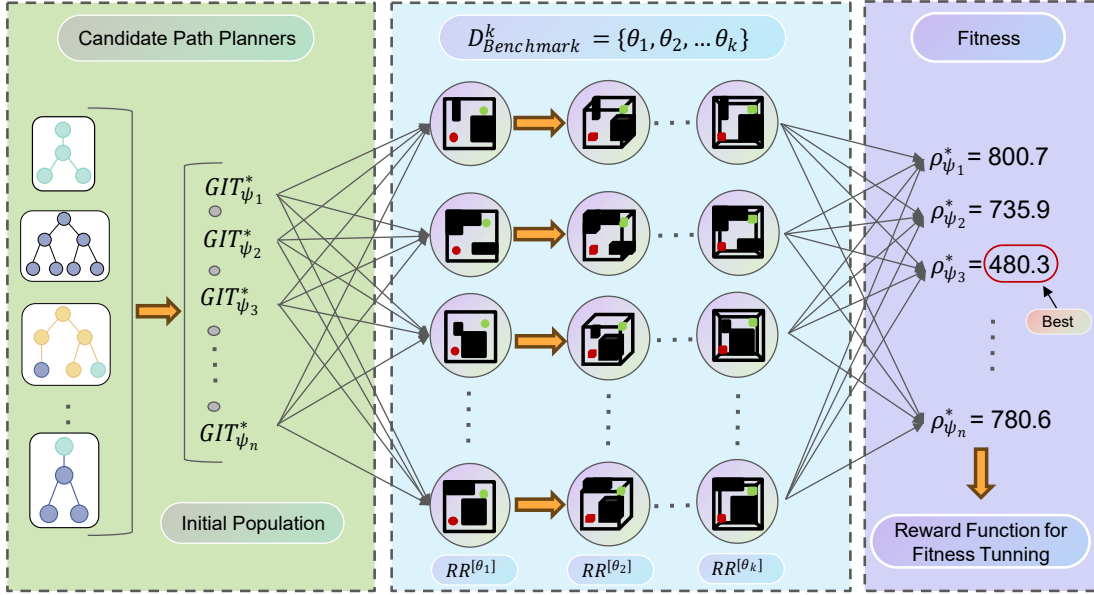 Candidate Path Planners
GIT*ψ₁
GIT*ψ₂
GIT*ψ₃
GIT*ψₙ
Initial Population
Dᵏ_Benchmark = {θ₁, θ₂, … θₖ}
RR^[θ₁]
RR^[θ₂]
RR^[θₖ]
Fitness
ρ*ψ₁ = 800.7
ρ*ψ₂ = 735.9
ρ*ψ₃ = 480.3
Best
ρ*ψₙ = 780.6
Reward Function for
Fitness Tunning